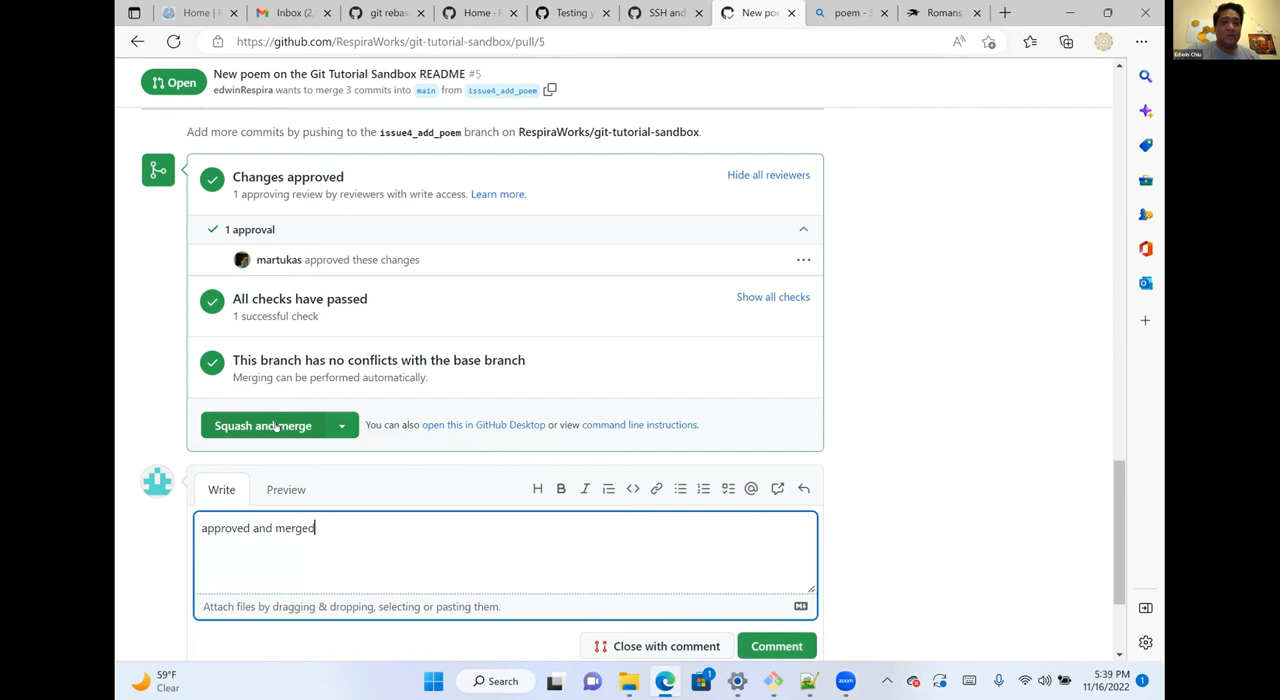 Home | R
Inbox (2,
git rebas
Home ·
Testing y
SSH and
New poe
poem - S
Romans
https://github.com/RespiraWorks/git-tutorial-sandbox/pull/5
Edwin Chiu
Open
New poem on the Git Tutorial Sandbox README #5
edwinRespira wants to merge 3 commits into main from issue4_add_poem
Add more commits by pushing to the issue4_add_poem branch on RespiraWorks/git-tutorial-sandbox.
Changes approved
Hide all reviewers
1 approving review by reviewers with write access. Learn more.
1 approval
martukas approved these changes
All checks have passed
Show all checks
1 successful check
This branch has no conflicts with the base branch
Merging can be performed automatically.
Squash and merge
You can also open this in GitHub Desktop or view command line instructions.
Write
Preview
approved and merged
Attach files by dragging & dropping, selecting or pasting them.
Close with comment
Comment
59°F
Clear
Search
zoom
5:39 PM
11/16/2022